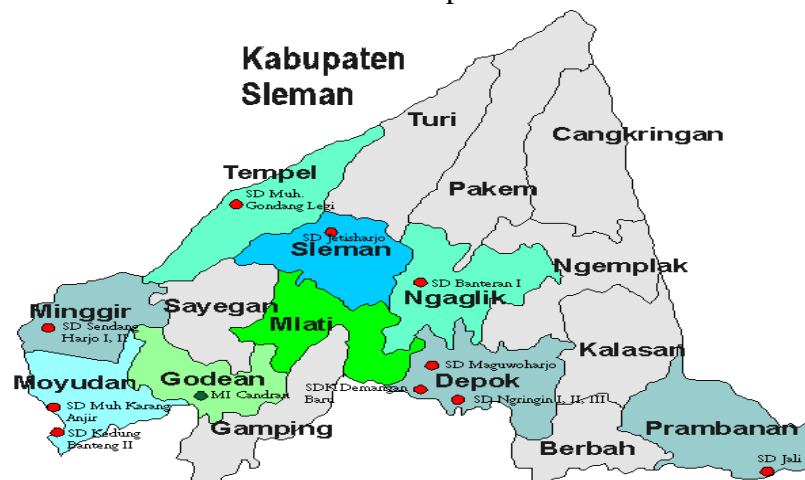 Kabupaten
Sleman
Turi
Cangkringan
Tempel
Pakem
SD Muh.
Gondang Legi
SD Jetisharjo
Sleman
Ngemplak
SD Banteran I
Ngaglik
Minggir
Sayegan
SD Sendang
Harjo I, II
Mlati
Kalasan
SD Maguwoharjo
Moyudan
Godean
Depok
MI Candran
SDK Demangan
Baru
SD Ngringin I, II, III
SD Muh Karang
Anjir
Gamping
Prambanan
SD Kedung
Banteng II
Berbah
SD Jali